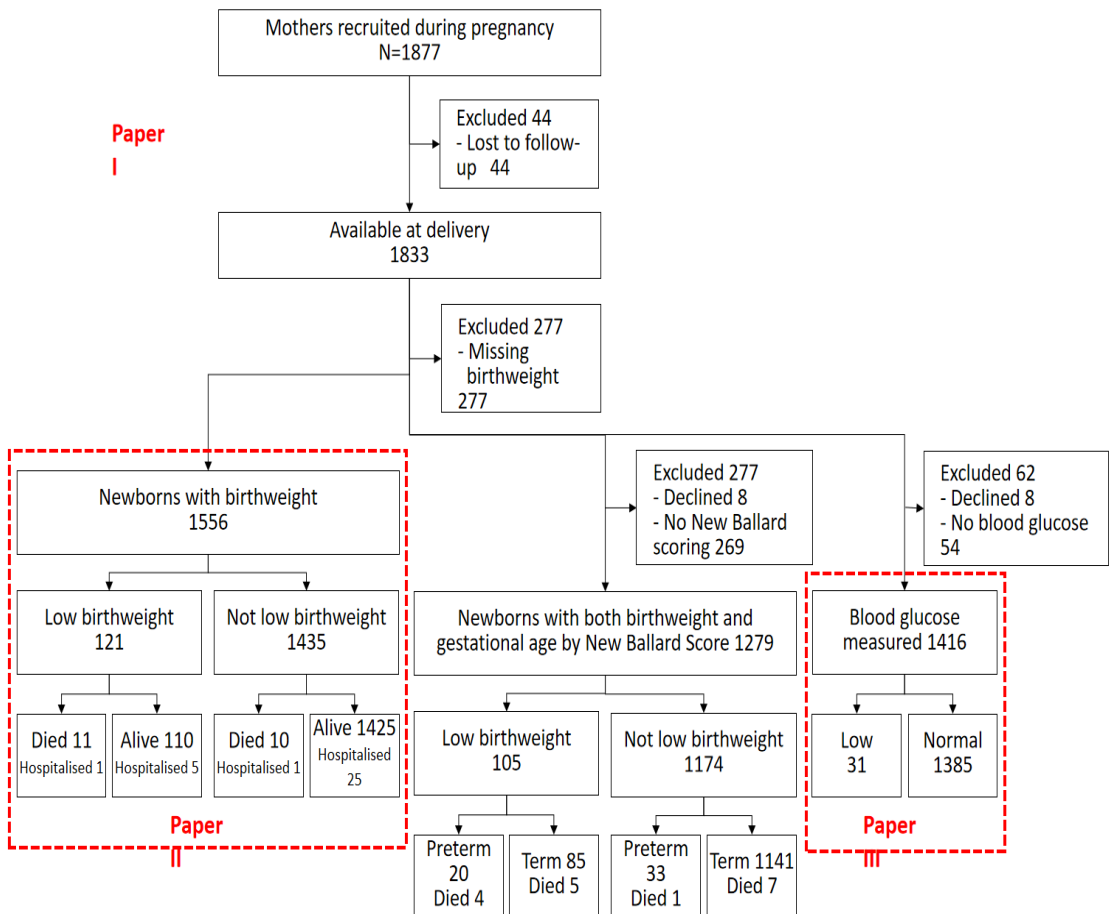 Mothers recruited during pregnancy
N=1877
Paper
I
Excluded 44
- Lost to follow-
up 44
Available at delivery
1833
Excluded 277
- Missing
birthweight
277
Newborns with birthweight
1556
Low birthweight
121
Not low birthweight
1435
Died 11
Hospitalised 1
Alive 110
Hospitalised 5
Died 10
Hospitalised 1
Alive 1425
Hospitalised
25
Paper
II
Excluded 277
- Declined 8
- No New Ballard
scoring 269
Newborns with both birthweight and
gestational age by New Ballard Score 1279
Low birthweight
105
Not low birthweight
1174
Preterm
20
Died 4
Term 85
Died 5
Preterm
33
Died 1
Term 1141
Died 7
Excluded 62
- Declined 8
- No blood glucose
54
Blood glucose
measured 1416
Low
31
Normal
1385
Paper
III